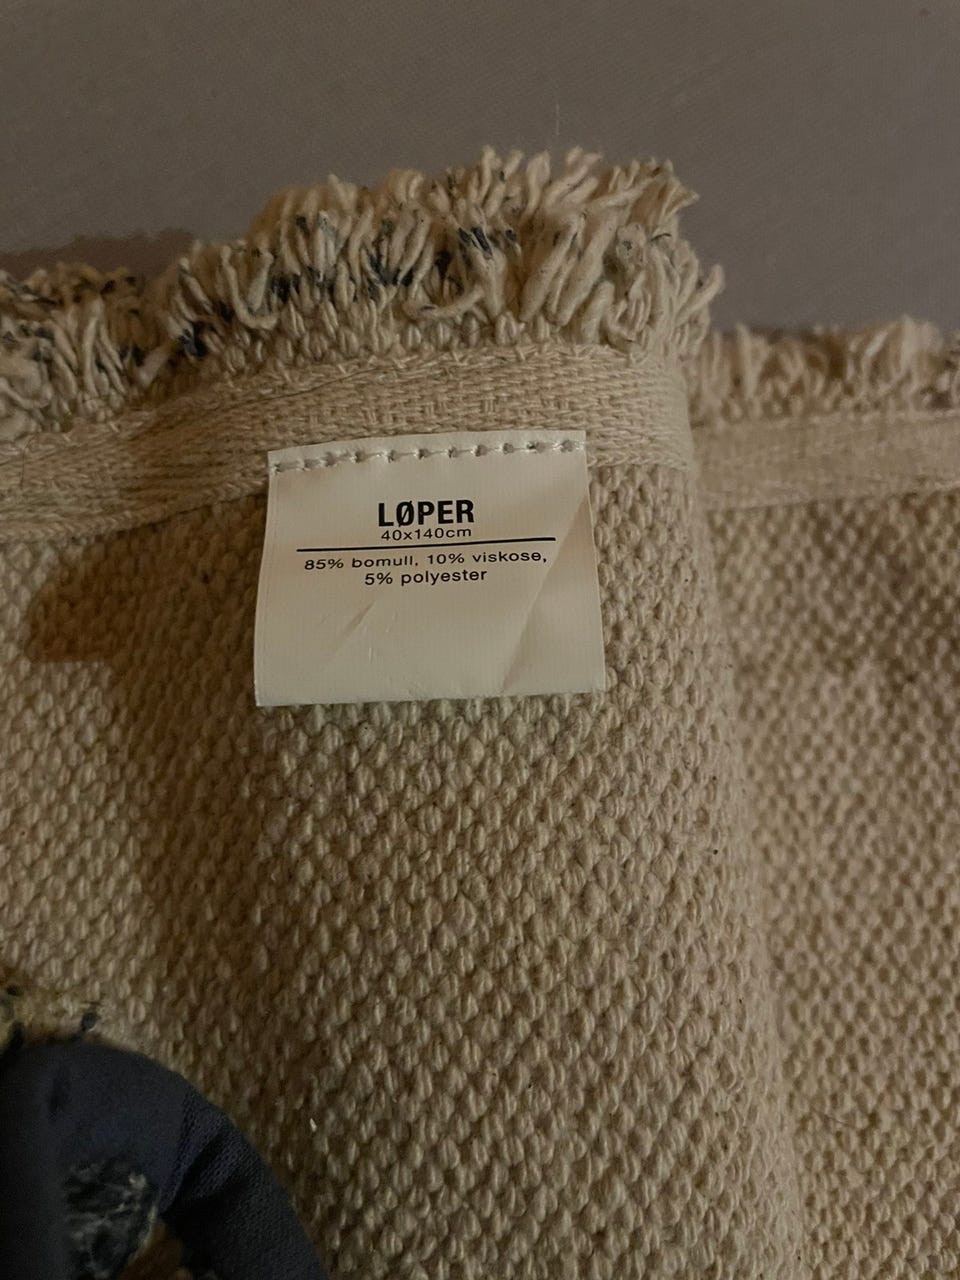 LØPER
40x140cm
85% bomull, 10% viskose,
5% polyester